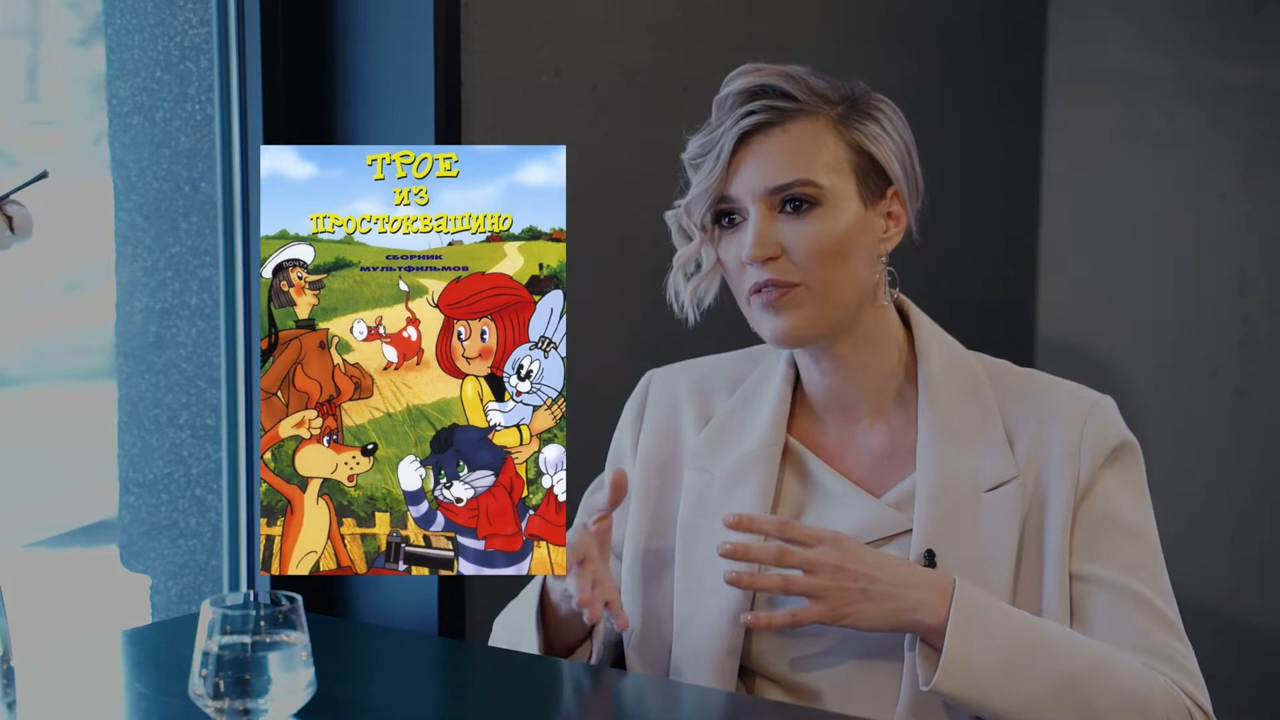 ТРОЕ
ИЗ
ПРОСТОКВАШИНО
СБОРНИК
МУЛЬТФИЛЬМОВ
ПОЧТА